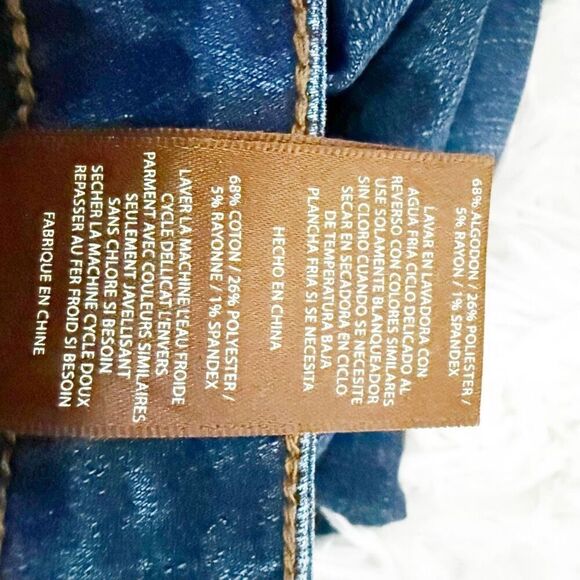 68% ALGODON / 26% POLIESTER /
5% RAYON / 1% SPANDEX
LAVAR EN LAVADORA CON
AGUA FRIA CICLO DELICADO AL
REVERSO CON COLORES SIMILARES
USE SOLAMENTE BLANQUEADOR
SIN CLORO CUANDO SE NECESITE
SECAR EN SECADORA EN CICLO
DE TEMPERATURA BAJA
PLANCHA FRIA SI SE NECESITA
HECHO EN CHINA
68% COTON / 26% POLYESTER /
5% RAYONNE / 1% SPANDEX
LAVER LA MACHINE L'EAU FROIDE
CYCLE DELLICAT L'ENVERS
PARMENT AVEC COULEURS SIMILAIRES
SEULEMENT JAVELLISANT
SANS CHLORE SI BESOIN
SECHER LA MACHINE CYCLE DOUX
REPASSER AU FER FROID SI BESOIN
FABRIQUE EN CHINE